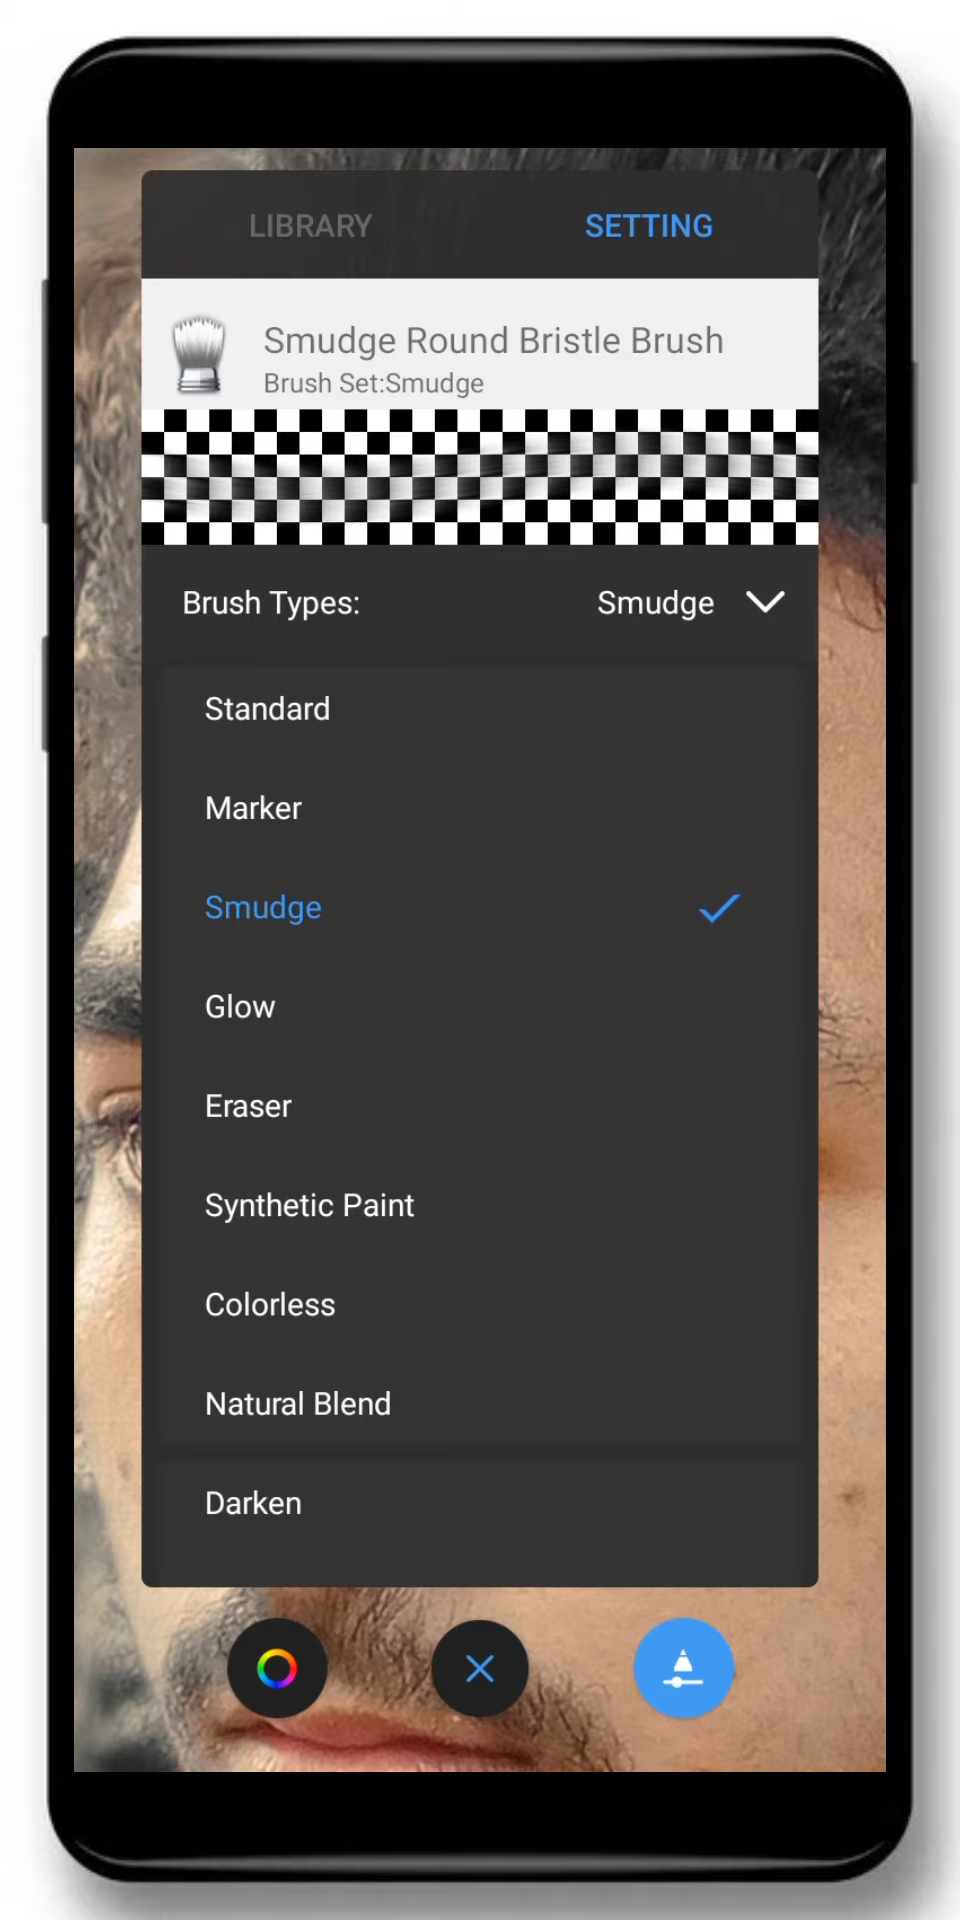 LIBRARY SETTING
Smudge Round Bristle Brush
Brush Set:Smudge
Brush Types: Smudge
Standard
Marker
Smudge
Glow
Eraser
Synthetic Paint
Colorless
Natural Blend
Darken